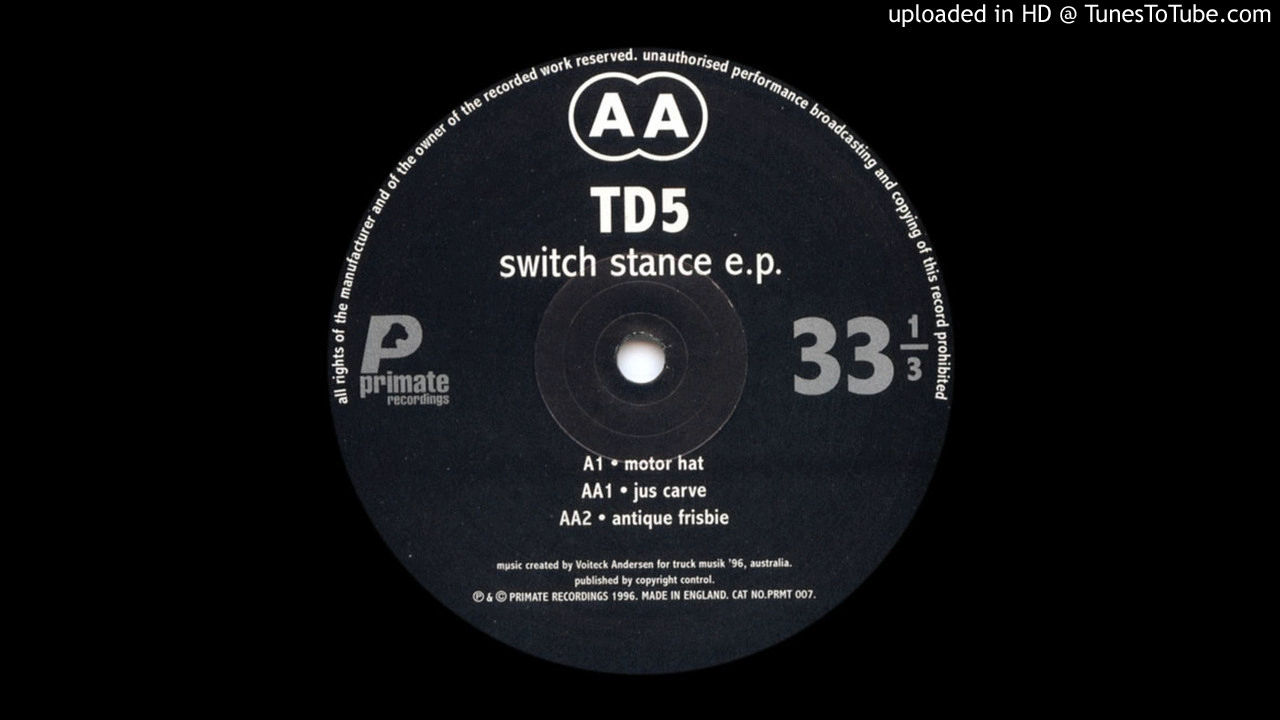 uploaded in HD @ TunesToTube.com
all rights of the manufacturer and of the owner of the recorded work reserved. unauthorised performance broadcasting and copying of this record prohibited
AA
TD5
switch stance e.p.
P
primate
recordings
33 1/3
A1 • motor hat
AA1 • jus carve
AA2 • antique frisbie
music created by Voiteck Andersen for truck musik '96, australia.
published by copyright control.
℗ & © PRIMATE RECORDINGS 1996. MADE IN ENGLAND. CAT NO.PRMT 007.